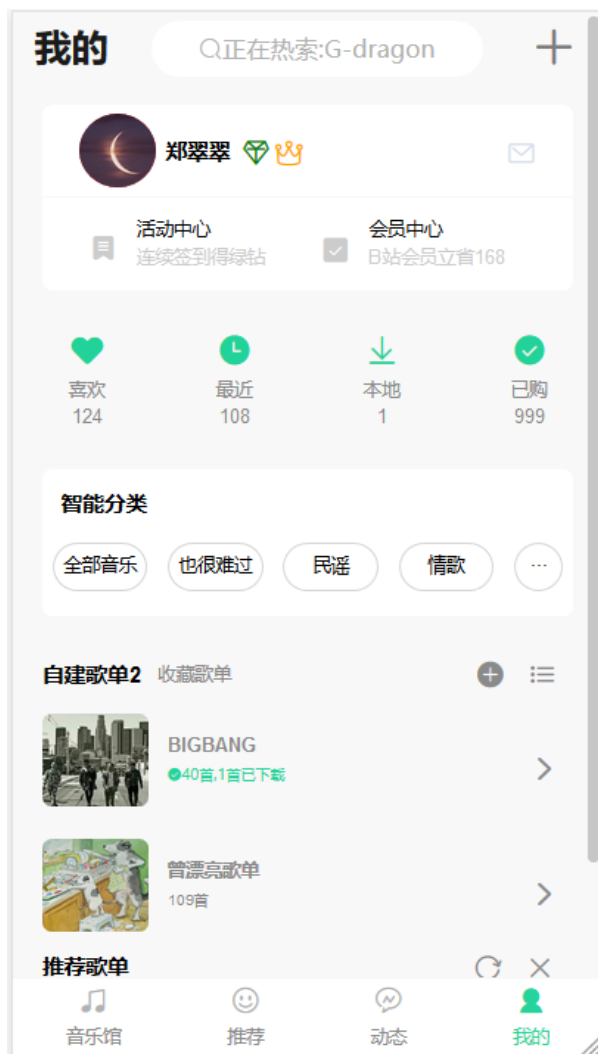 我的 正在热索:G-dragon
郑翠翠
活动中心 会员中心
连续签到得绿钻 B站会员立省168
喜欢 最近 本地 已购
124 108 1 999
智能分类
全部音乐 也很难过 民谣 情歌 ...
自建歌单2 收藏歌单
BIGBANG
40首,1首已下载
曾漂亮歌单
109首
推荐歌单
音乐馆 推荐 动态 我的